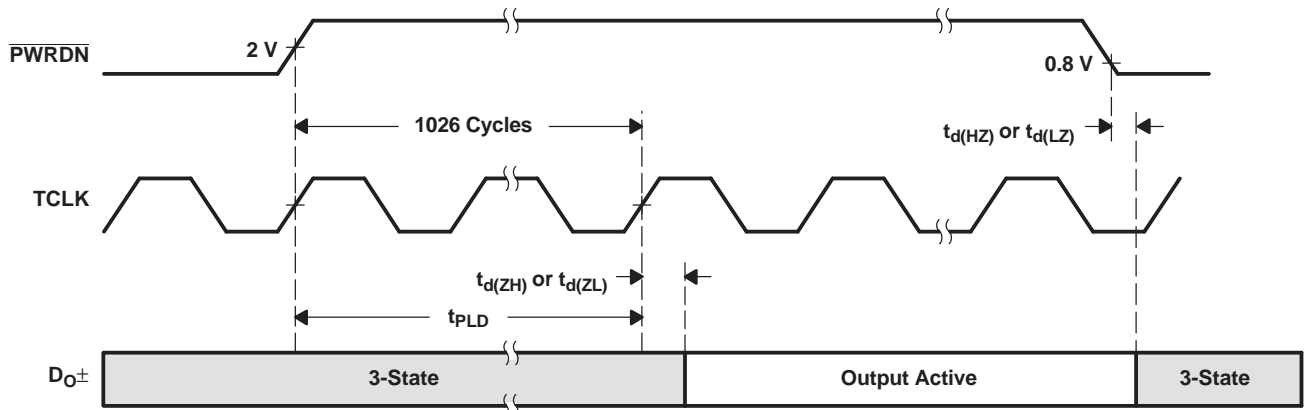 PWRDN
2 V
0.8 V
1026 Cycles
td(HZ) or td(LZ)
TCLK
td(ZH) or td(ZL)
tPLD
DO±
3-State
Output Active
3-State